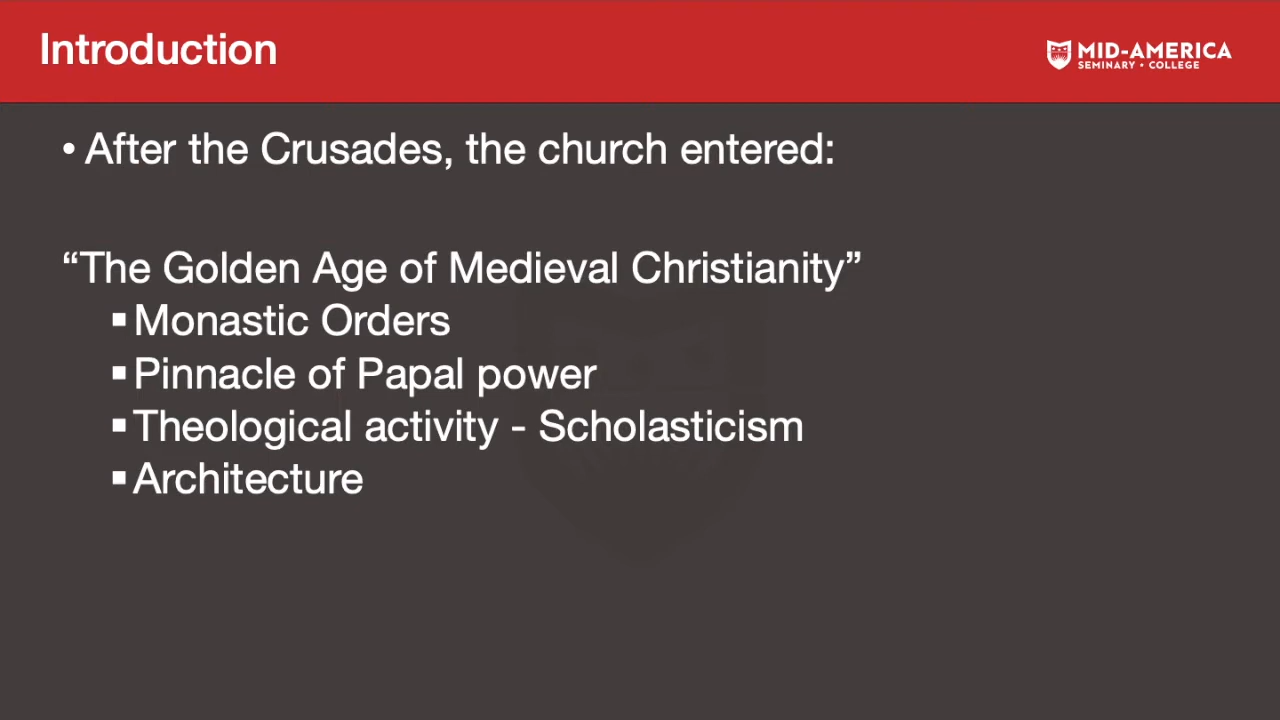 Introduction
MID-AMERICA
SEMINARY • COLLEGE
• After the Crusades, the church entered:
“The Golden Age of Medieval Christianity”
▪ Monastic Orders
▪ Pinnacle of Papal power
▪ Theological activity - Scholasticism
▪ Architecture